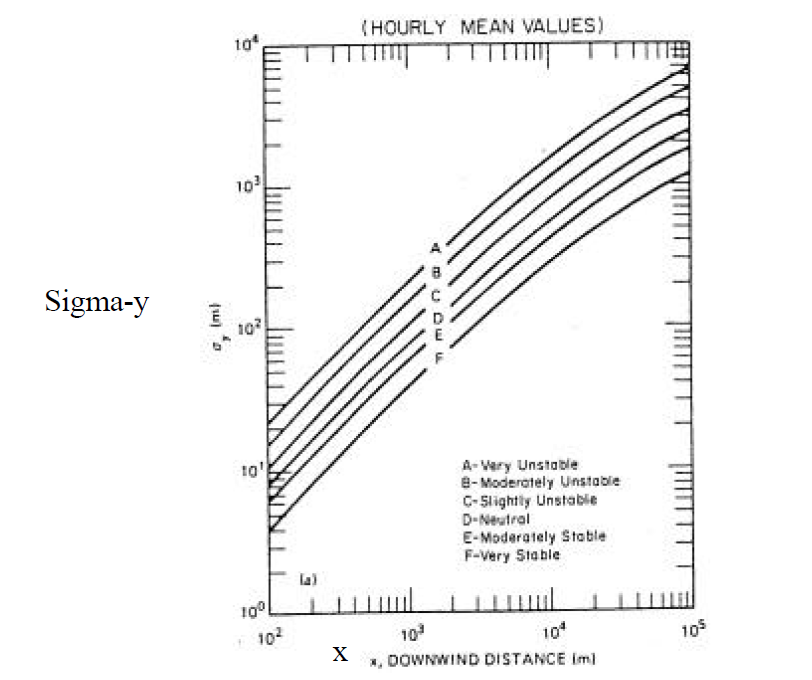 (HOURLY MEAN VALUES)
10⁴
10³
10²
10¹
10⁰
Sigma-y
σy (m)
A
B
C
D
E
F
A-Very Unstable
B-Moderately Unstable
C-Slightly Unstable
D-Neutral
E-Moderately Stable
F-Very Stable
(a)
10² 10³ 10⁴ 10⁵
x x, DOWNWIND DISTANCE (m)